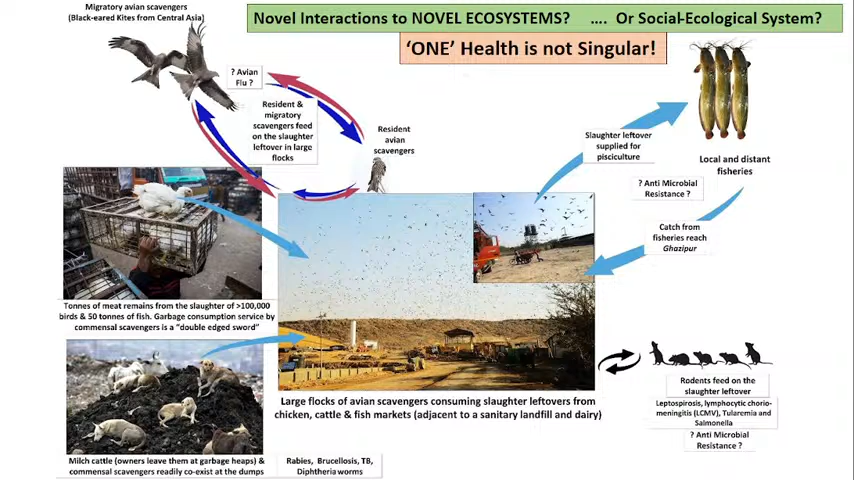 Migratory avian scavengers
(Black-eared Kites from Central Asia)
Novel Interactions to NOVEL ECOSYSTEMS?    .... Or Social-Ecological System?
‘ONE’ Health is not Singular!
? Avian
Flu ?
Resident &
migratory
scavengers feed
on the slaughter
leftover in large
flocks
Resident
avian
scavengers
Slaughter leftover
supplied for
pisciculture
Local and distant
fisheries
? Anti Microbial
Resistance ?
Catch from
fisheries reach
Ghazipur
Tonnes of meat remains from the slaughter of >100,000
birds & 50 tonnes of fish. Garbage consumption service by
commensal scavengers is a “double edged sword”
Large flocks of avian scavengers consuming slaughter leftovers from
chicken, cattle & fish markets (adjacent to a sanitary landfill and dairy)
Rodents feed on the
slaughter leftover
Leptospirosis, lymphocytic chorio-
meningitis (LCMV), Tularemia and
Salmonella
? Anti Microbial
Resistance ?
Milch cattle (owners leave them at garbage heaps) &
commensal scavengers readily co-exist at the dumps
Rabies, Brucellosis, TB,
Diphtheria worms